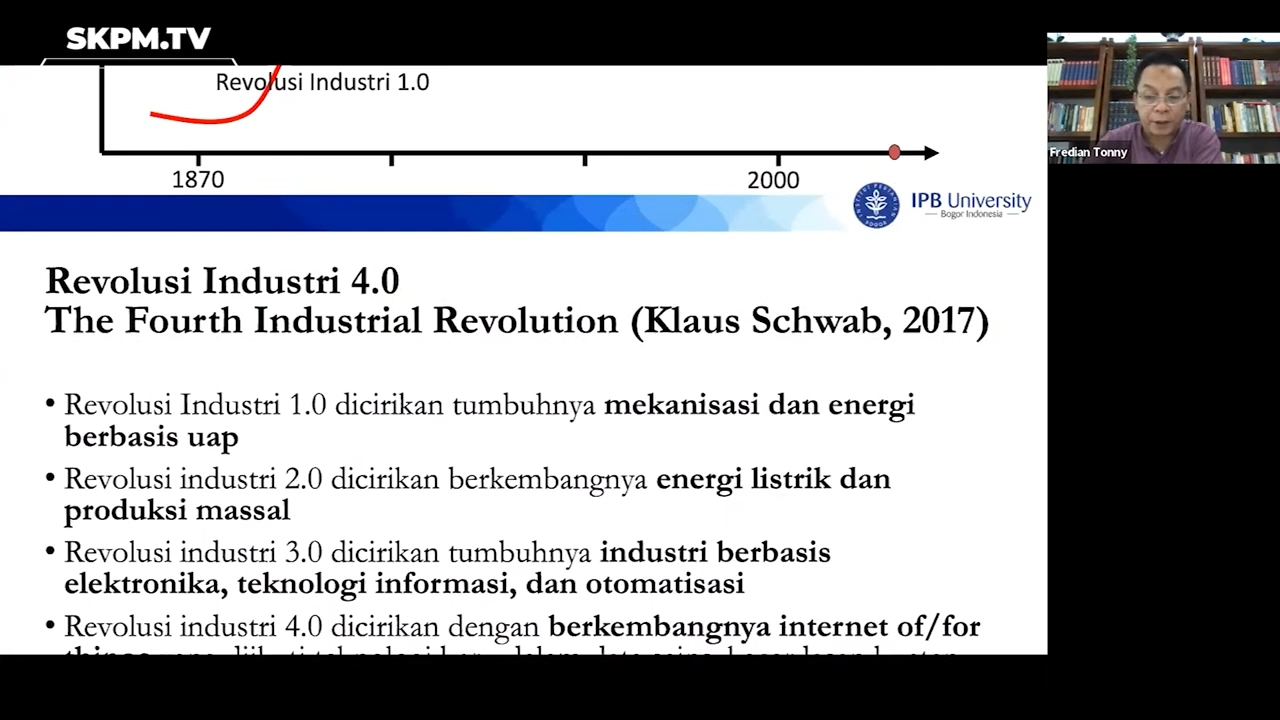 SKPM.TV
Revolusi Industri 1.0
1870
2000
IPB University
Bogor Indonesia
Fredian Tonny
Revolusi Industri 4.0
The Fourth Industrial Revolution (Klaus Schwab, 2017)
• Revolusi Industri 1.0 dicirikan tumbuhnya mekanisasi dan energi
berbasis uap
• Revolusi industri 2.0 dicirikan berkembangnya energi listrik dan
produksi massal
• Revolusi industri 3.0 dicirikan tumbuhnya industri berbasis
elektronika, teknologi informasi, dan otomatisasi
• Revolusi industri 4.0 dicirikan dengan berkembangnya internet of/for